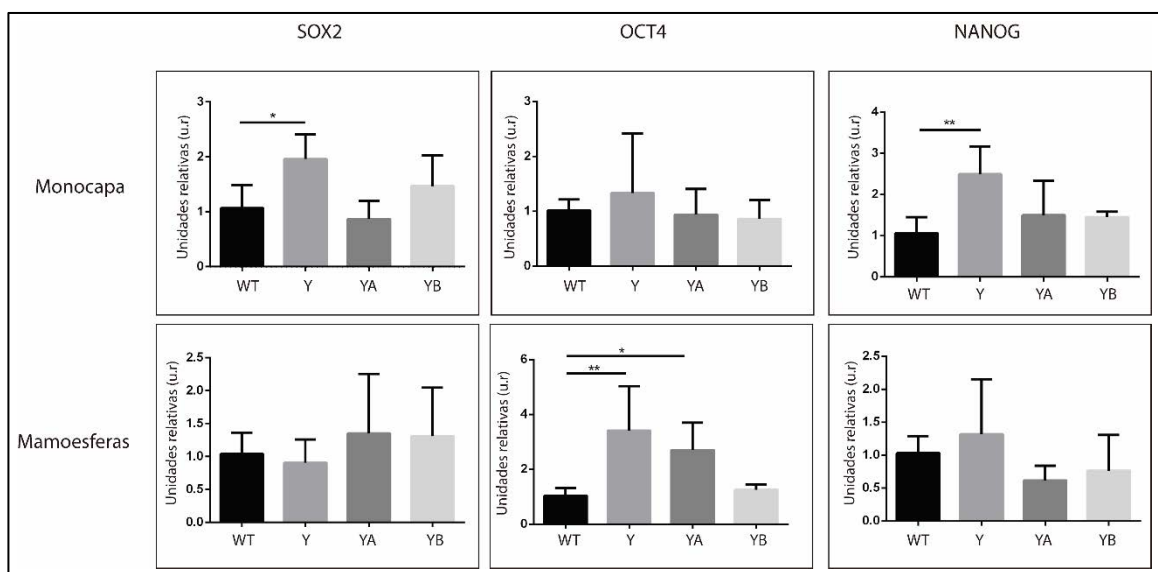 SOX2 OCT4 NANOG
Monocapa
Unidades relativas (u.r)
3
2
1
0
*
WT Y YA YB
Unidades relativas (u.r)
3
2
1
0
WT Y YA YB
Unidades relativas (u.r)
4
3
2
1
0
**
WT Y YA YB
Mamoesferas
Unidades relativas (u.r)
2.5
2.0
1.5
1.0
0.5
0.0
WT Y YA YB
Unidades relativas (u.r)
6
4
2
0
*
**
WT Y YA YB
Unidades relativas (u.r)
2.5
2.0
1.5
1.0
0.5
0.0
WT Y YA YB